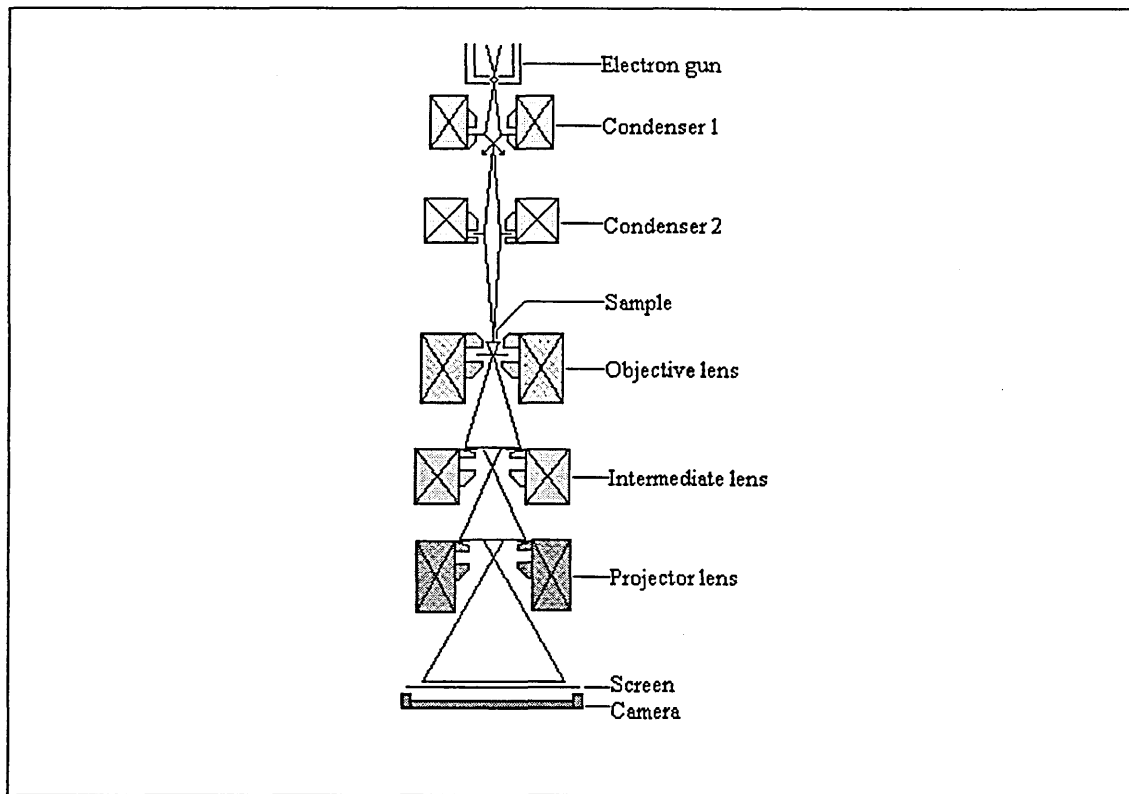 Electron gun
Condenser 1
Condenser 2
Sample
Objective lens
Intermediate lens
Projector lens
Screen
Camera